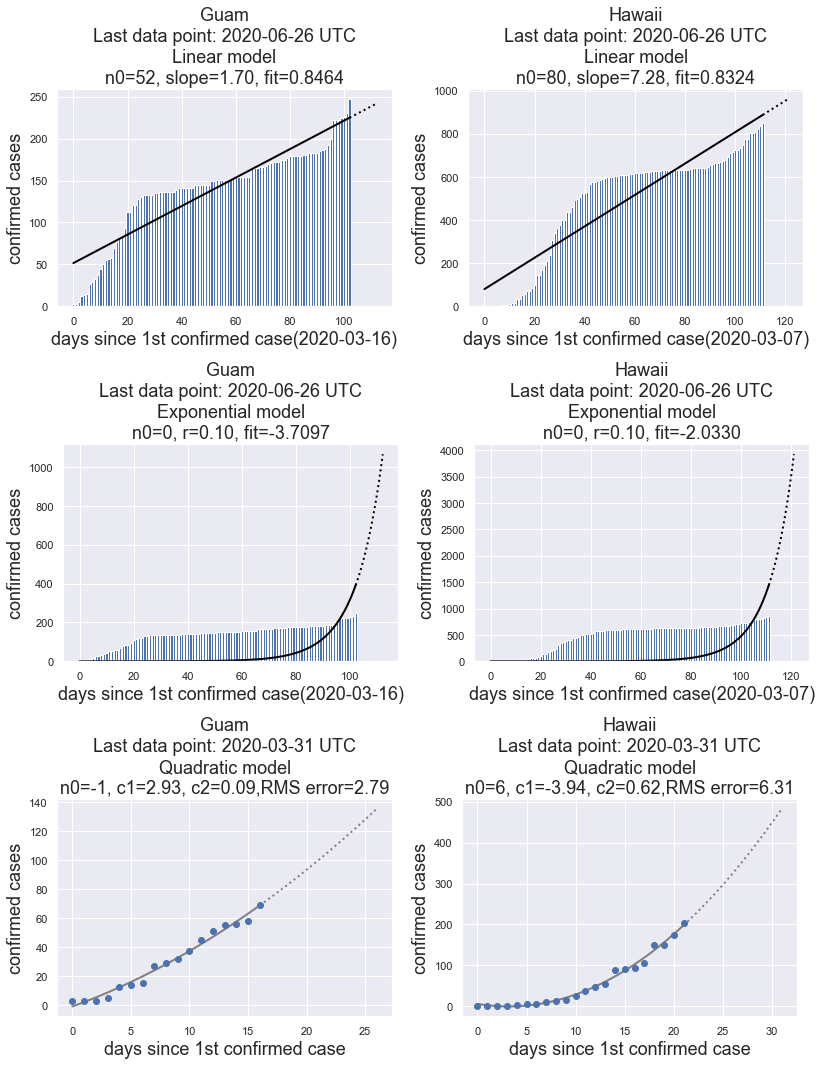 Guam
Last data point: 2020-06-26 UTC
Linear model
n0=52, slope=1.70, fit=0.8464
250
200
150
100
50
0
confirmed cases
0 20 40 60 80 100
days since 1st confirmed case(2020-03-16)
Hawaii
Last data point: 2020-06-26 UTC
Linear model
n0=80, slope=7.28, fit=0.8324
1000
800
600
400
200
0
confirmed cases
0 20 40 60 80 100 120
days since 1st confirmed case(2020-03-07)
Guam
Last data point: 2020-06-26 UTC
Exponential model
n0=0, r=0.10, fit=-3.7097
1000
800
600
400
200
0
confirmed cases
0 20 40 60 80 100
days since 1st confirmed case(2020-03-16)
Hawaii
Last data point: 2020-06-26 UTC
Exponential model
n0=0, r=0.10, fit=-2.0330
4000
3500
3000
2500
2000
1500
1000
500
0
confirmed cases
0 20 40 60 80 100 120
days since 1st confirmed case(2020-03-07)
Guam
Last data point: 2020-03-31 UTC
Quadratic model
n0=-1, c1=2.93, c2=0.09,RMS error=2.79
140
120
100
80
60
40
20
0
confirmed cases
0 5 10 15 20 25
days since 1st confirmed case
Hawaii
Last data point: 2020-03-31 UTC
Quadratic model
n0=6, c1=-3.94, c2=0.62,RMS error=6.31
500
400
300
200
100
0
confirmed cases
0 5 10 15 20 25 30
days since 1st confirmed case